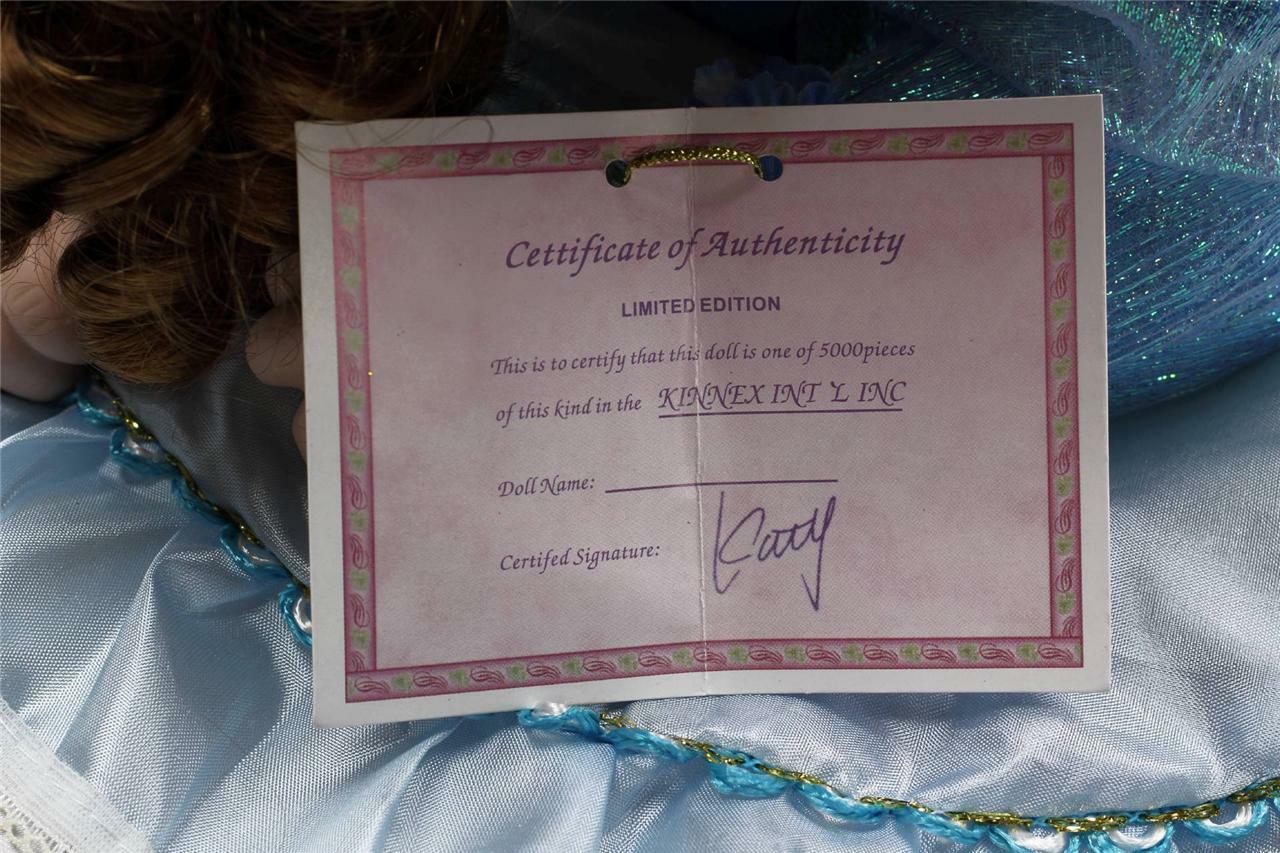 Cettificate of Authenticity
LIMITED EDITION
This is to certify that this doll is one of 5000pieces
of this kind in the KINNEX INT 'L INC
Doll Name:
Certifed Signature: Kathy